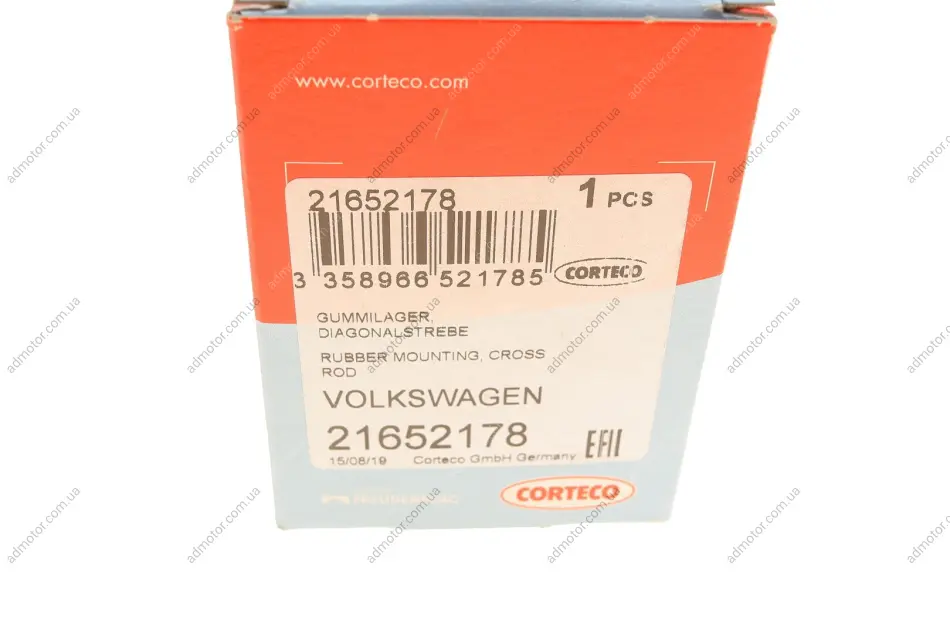 www.corteco.com
21652178 1 PCS
3 358966 521785 CORTECO
GUMMILAGER,
DIAGONALSTREBE
RUBBER MOUNTING, CROSS
ROD
VOLKSWAGEN
21652178
15/08/19 Corteco GmbH Germany
CORTECO
admotor.com.ua